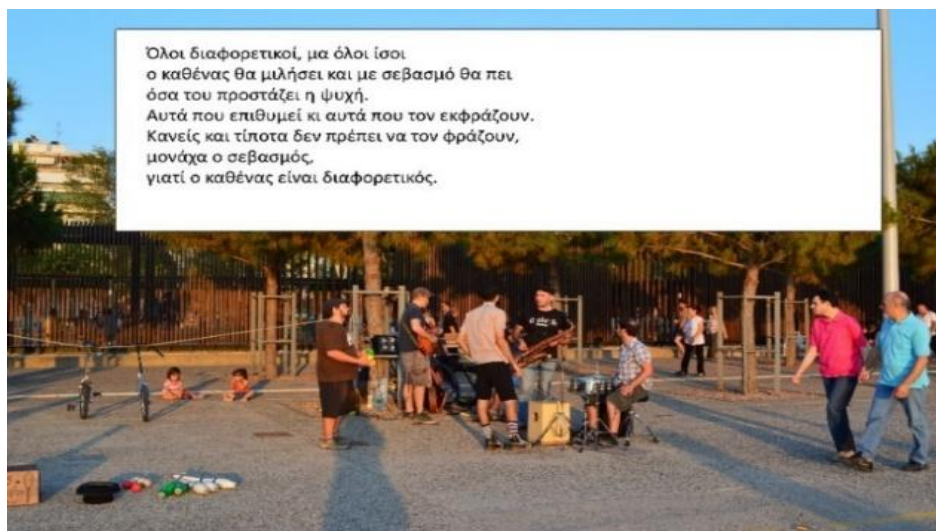 Όλοι διαφορετικοί, μα όλοι ίσοι
ο καθένας θα μιλήσει και με σεβασμό θα πει
όσα του προστάζει η ψυχή.
Αυτά που επιθυμεί κι αυτά που τον εκφράζουν.
Κανείς και τίποτα δεν πρέπει να τον φράζουν,
μονάχα ο σεβασμός,
γιατί ο καθένας είναι διαφορετικός.